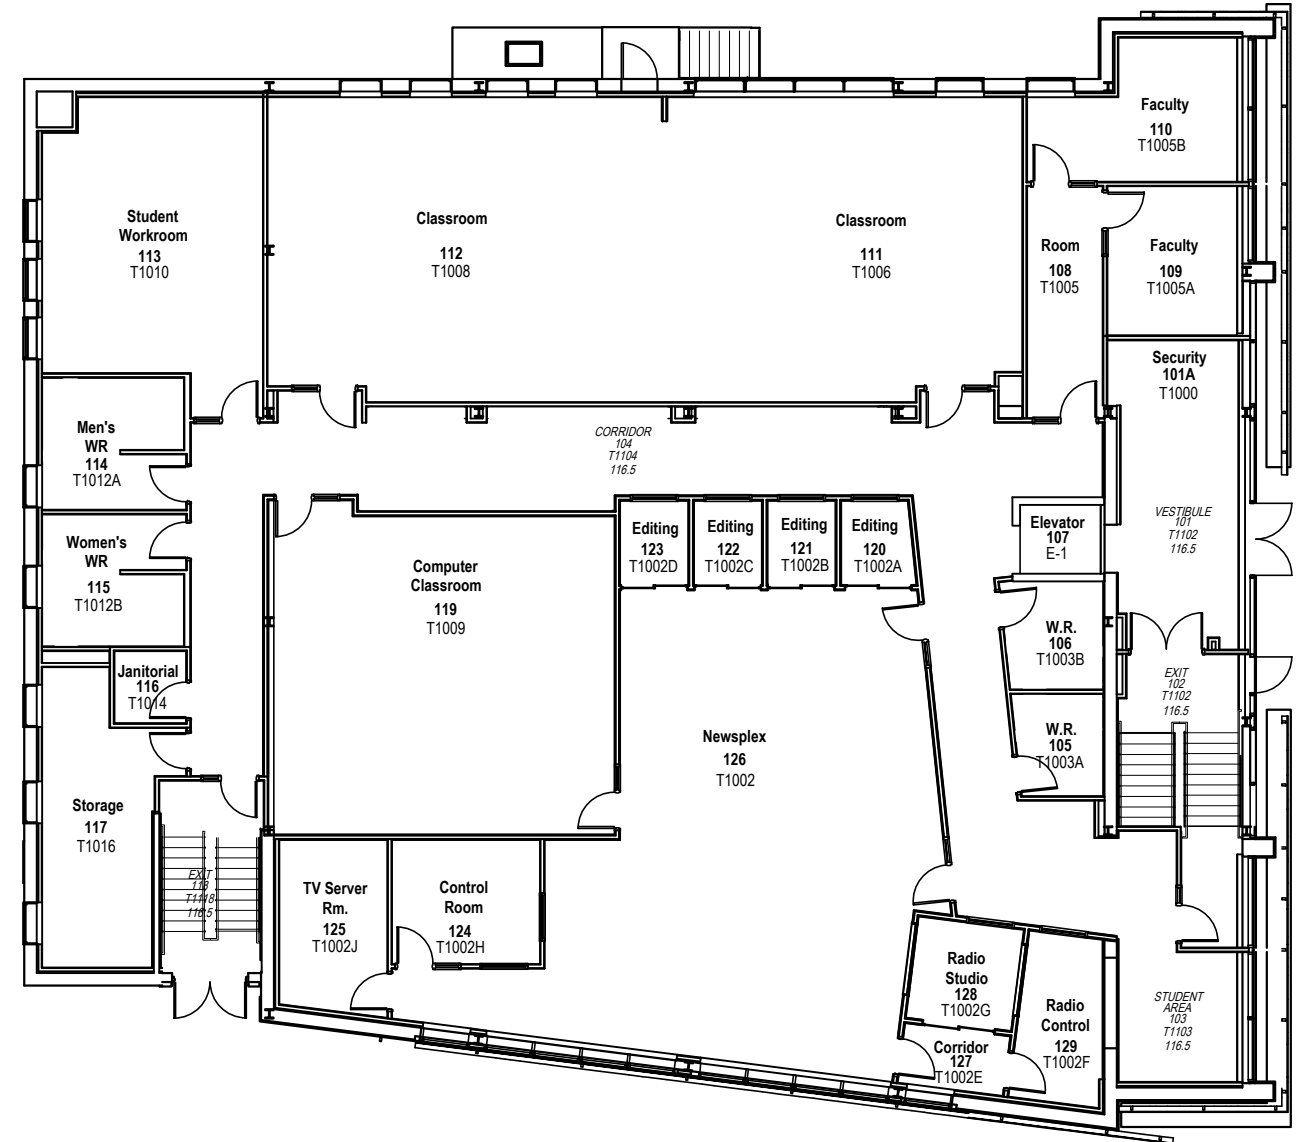 Faculty
110
T1005B
Student
Workroom
113
T1010
Classroom
112
T1008
Classroom
111
T1006
Room
108
T1005
Faculty
109
T1005A
Security
101A
T1000
Men's
WR
114
T1012A
CORRIDOR
104
T1104
116.5
Women's
WR
115
T1012B
Computer
Classroom
119
T1009
Editing
123
T1002D
Editing
122
T1002C
Editing
121
T1002B
Editing
120
T1002A
Elevator
107
E-1
VESTIBULE
101
T1102
116.5
W.R.
106
T1003B
EXIT
102
T1102
116.5
Janitorial
116
T1014
W.R.
105
T1003A
Newsplex
126
T1002
Storage
117
T1016
EXIT
118
T1118
116.5
TV Server
Rm.
125
T1002J
Control
Room
124
T1002H
Radio
Studio
128
T1002G
Radio
Control
129
T1002F
Corridor
127
T1002E
STUDENT
AREA
103
T1103
116.5